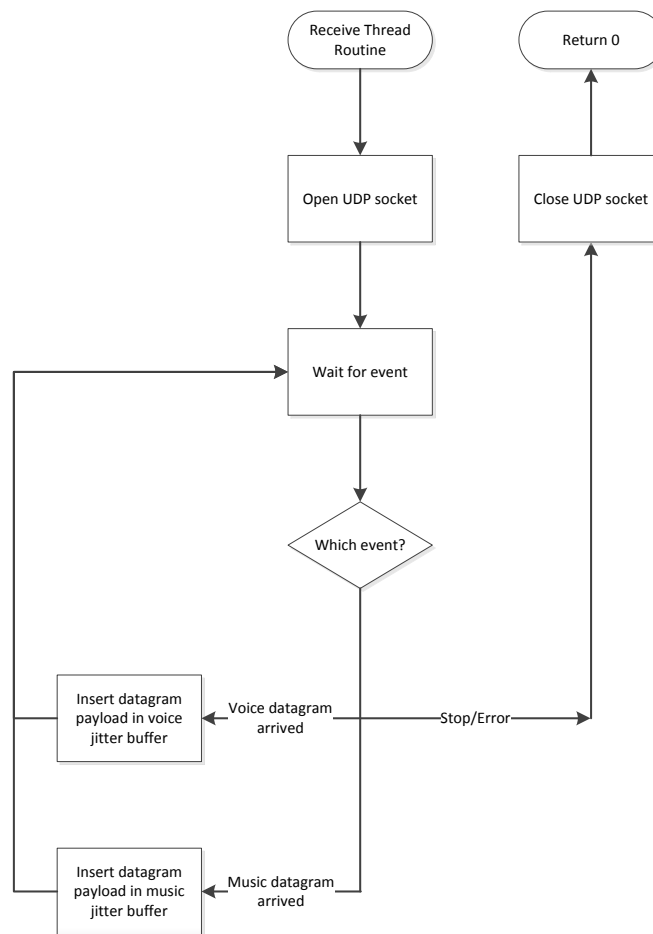 Receive Thread
Routine
Return 0
Open UDP socket
Close UDP socket
Wait for event
Which event?
Insert datagram
payload in voice
jitter buffer
Voice datagram
arrived
Stop/Error
Insert datagram
payload in music
jitter buffer
Music datagram
arrived